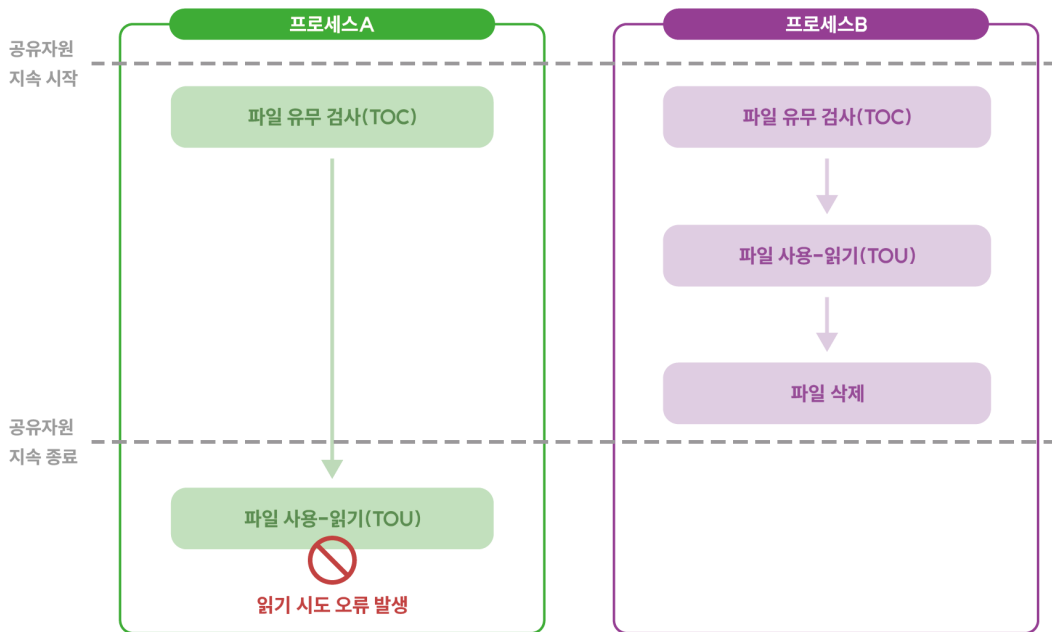 프로세스A
프로세스B
공유자원
지속 시작
파일 유무 검사(TOC)
파일 유무 검사(TOC)
파일 사용-읽기(TOU)
파일 삭제
공유자원
지속 종료
파일 사용-읽기(TOU)
읽기 시도 오류 발생